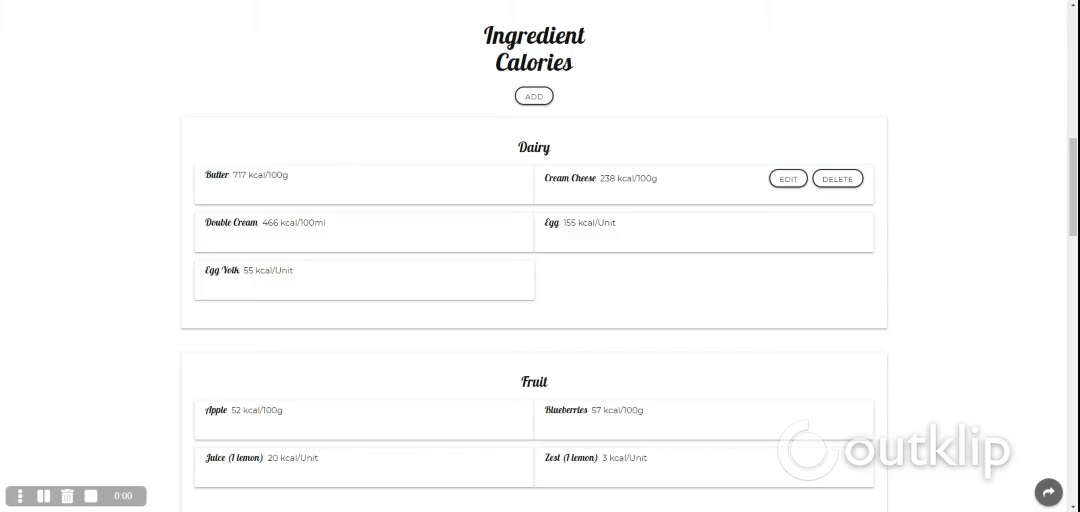 Ingredient
Calories
ADD
Dairy
Butter 717 kcal/100g
Cream Cheese 238 kcal/100g
EDIT
DELETE
Double Cream 466 kcal/100ml
Egg 155 kcal/Unit
Egg Yolk 55 kcal/Unit
Fruit
Apple 52 kcal/100g
Blueberries 57 kcal/100g
Juice (1 lemon) 20 kcal/Unit
Zest (1 lemon) 3 kcal/Unit
outklip
0:00